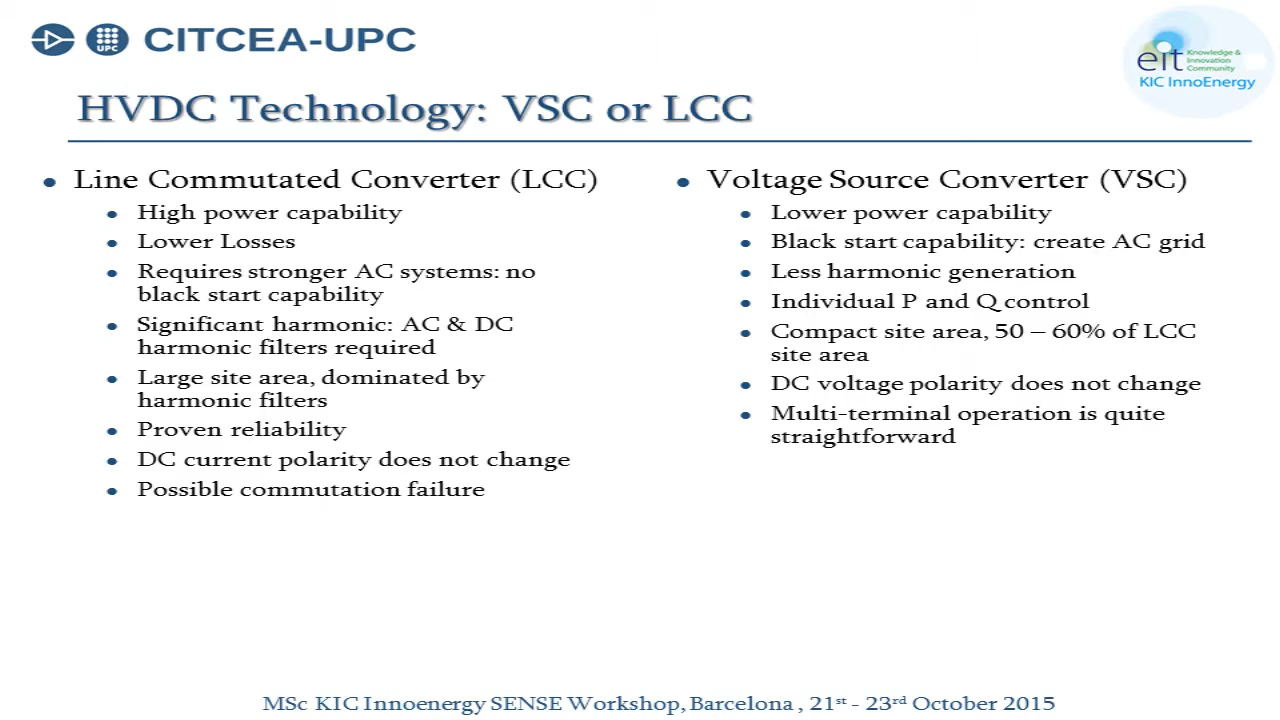 UPC
CITCEA-UPC
eit Knowledge &
Innovation
Community
KIC InnoEnergy
HVDC Technology: VSC or LCC
• Line Commutated Converter (LCC)
• High power capability
• Lower Losses
• Requires stronger AC systems: no
black start capability
• Significant harmonic: AC & DC
harmonic filters required
• Large site area, dominated by
harmonic filters
• Proven reliability
• DC current polarity does not change
• Possible commutation failure
• Voltage Source Converter (VSC)
• Lower power capability
• Black start capability: create AC grid
• Less harmonic generation
• Individual P and Q control
• Compact site area, 50 – 60% of LCC
site area
• DC voltage polarity does not change
• Multi-terminal operation is quite
straightforward
MSc KIC Innoenergy SENSE Workshop, Barcelona , 21st - 23rd October 2015